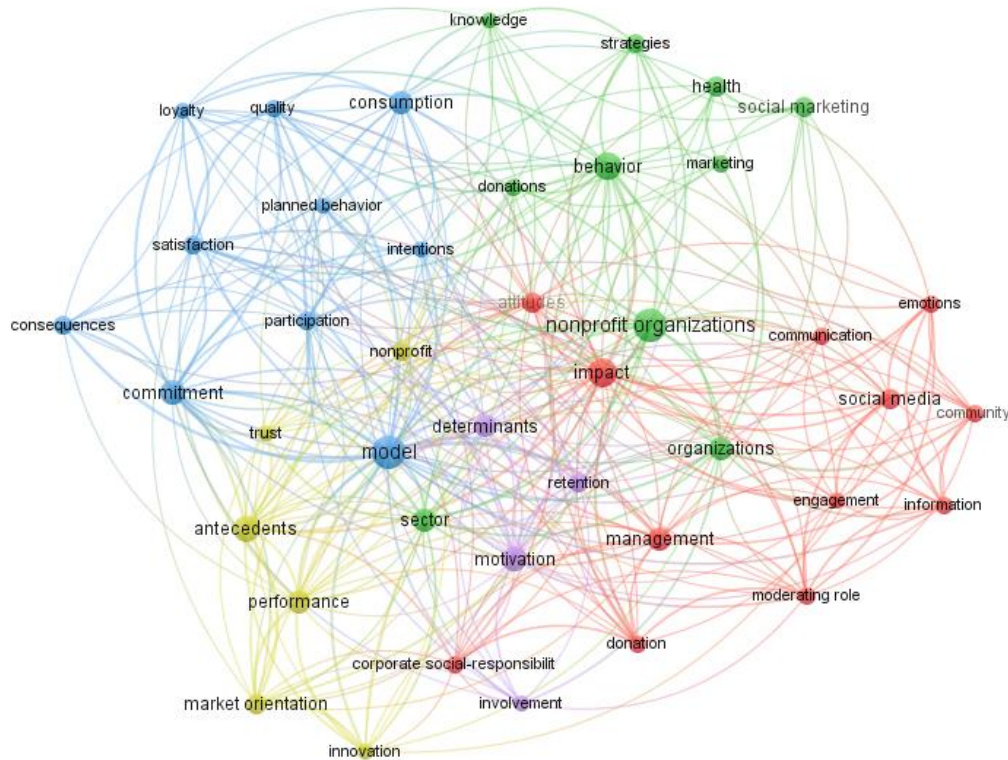 knowledge
strategies
health
social marketing
loyalty
quality
consumption
behavior
marketing
donations
planned behavior
satisfaction
intentions
attitudes
emotions
consequences
participation
nonprofit organizations
communication
nonprofit
impact
commitment
social media
community
trust
determinants
model
organizations
retention
engagement
information
antecedents
sector
management
motivation
performance
moderating role
donation
corporate social-responsibilit
market orientation
involvement
innovation